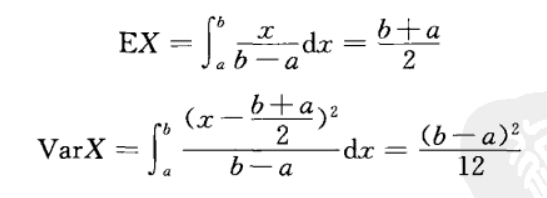 EX = ∫_a^b x/(b−a) dx = (b+a)/2
VarX = ∫_a^b (x − (b+a)/2)²/(b−a) dx = (b−a)²/12